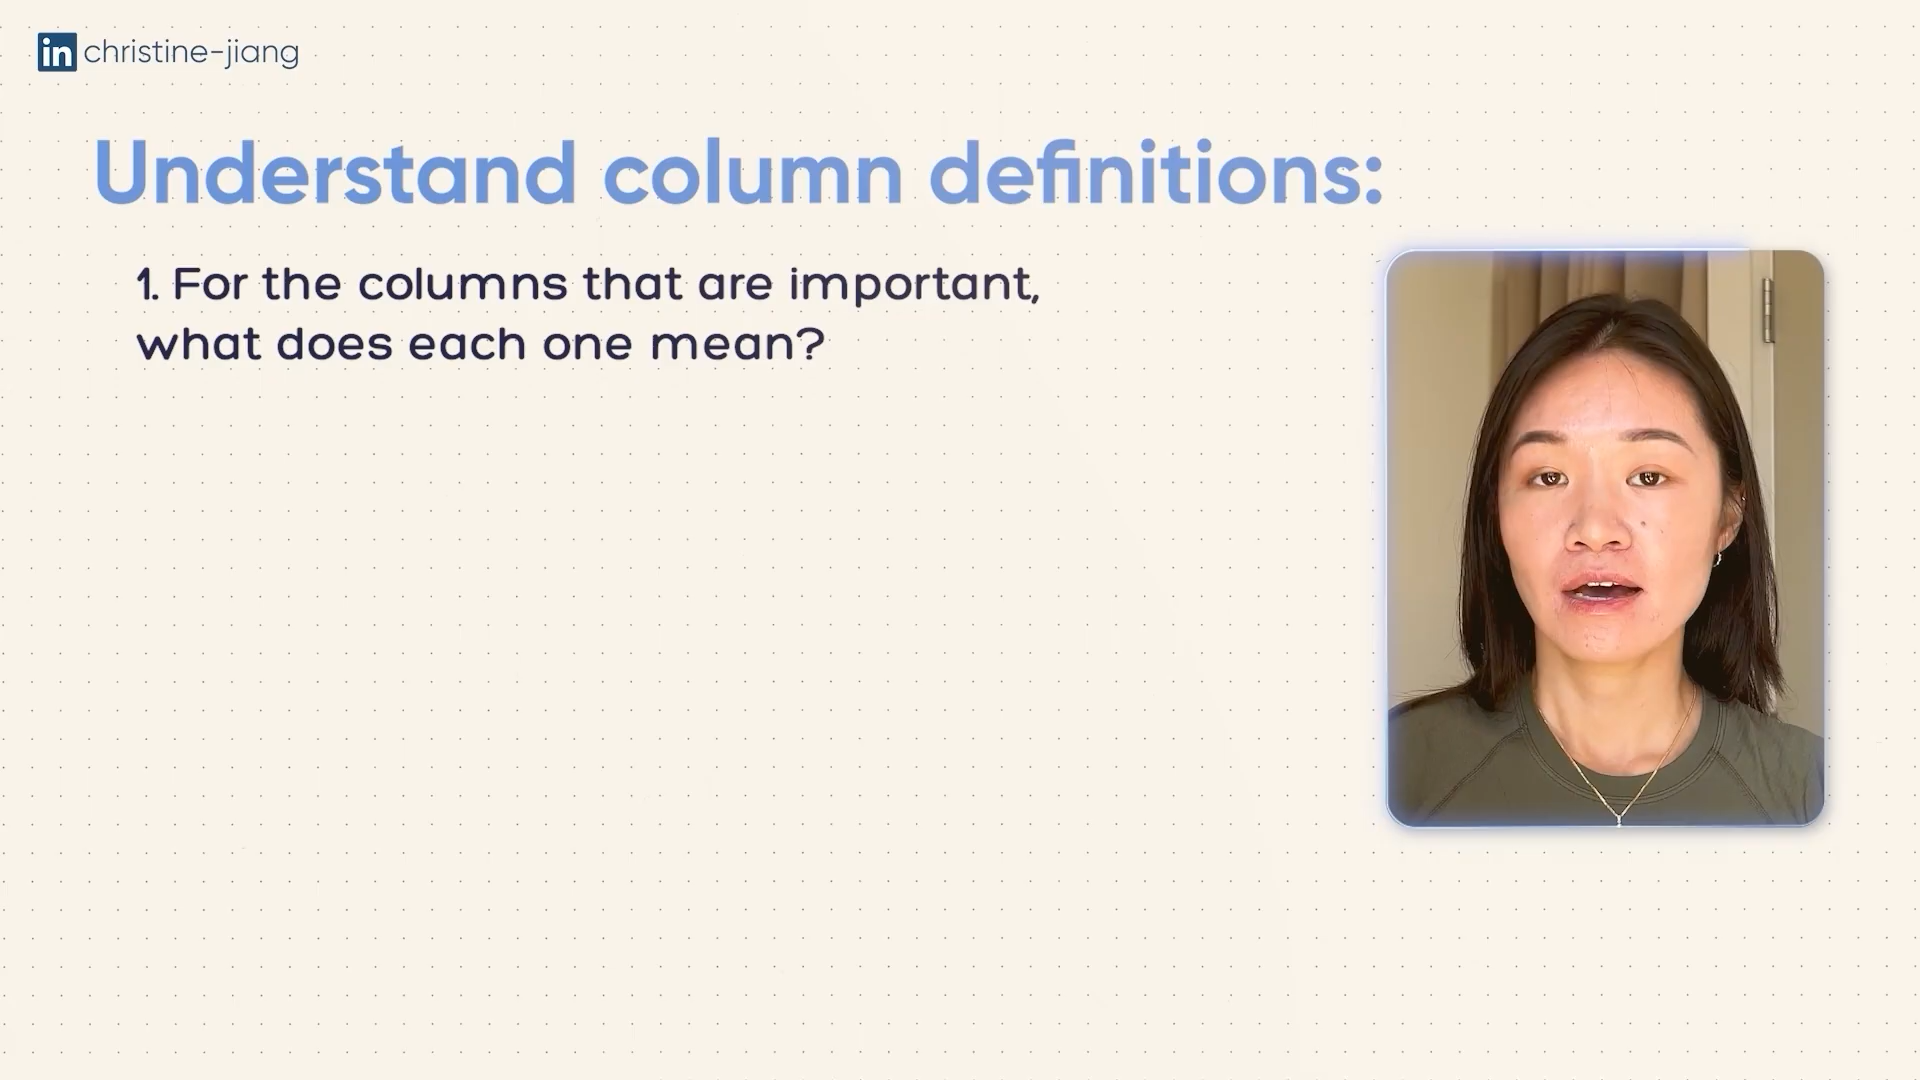 in christine-jiang
Understand column definitions:
1. For the columns that are important,
what does each one mean?